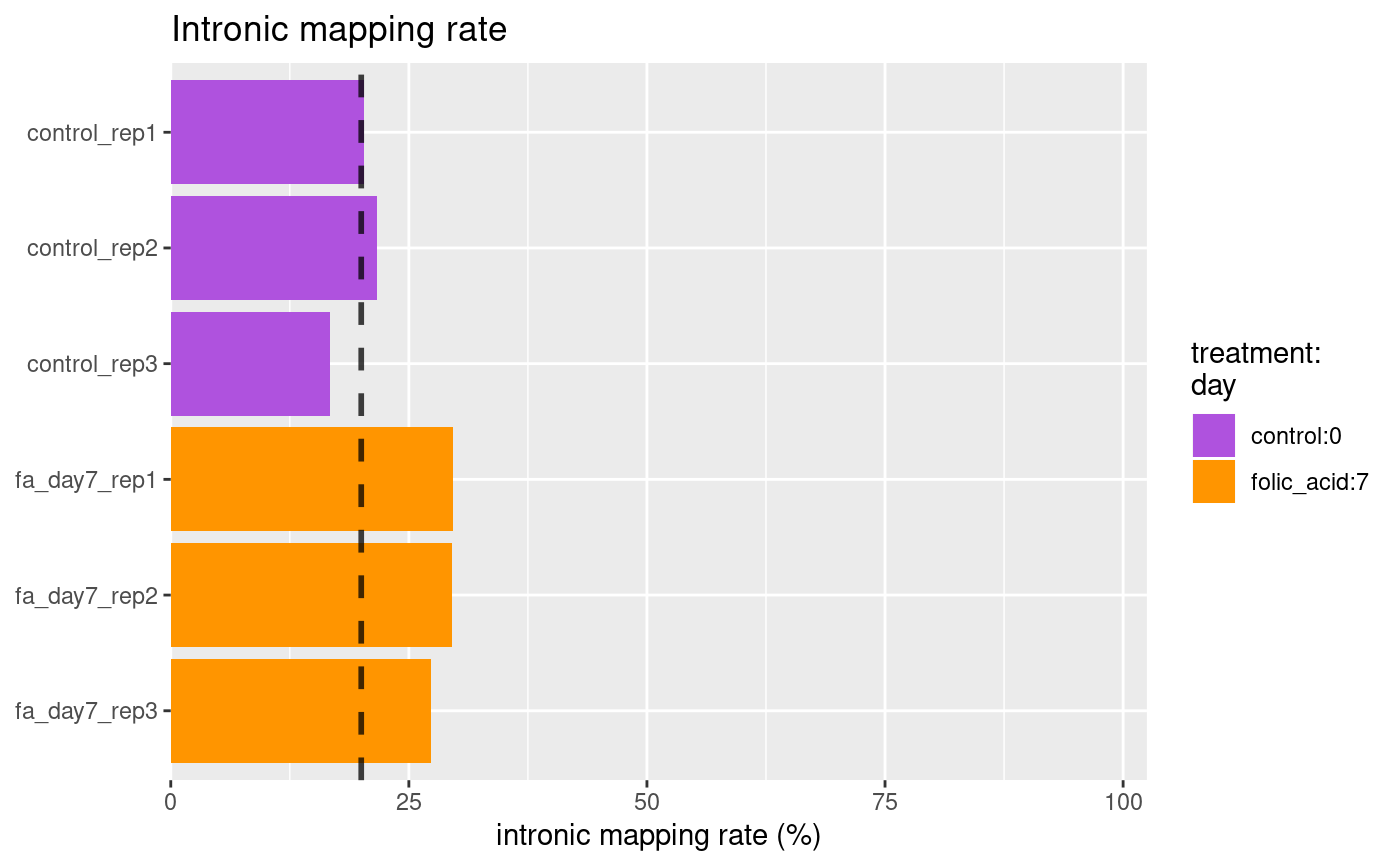 Intronic mapping rate
control_rep1
control_rep2
control_rep3
fa_day7_rep1
fa_day7_rep2
fa_day7_rep3
0 25 50 75 100
intronic mapping rate (%)
treatment:
day
control:0
folic_acid:7